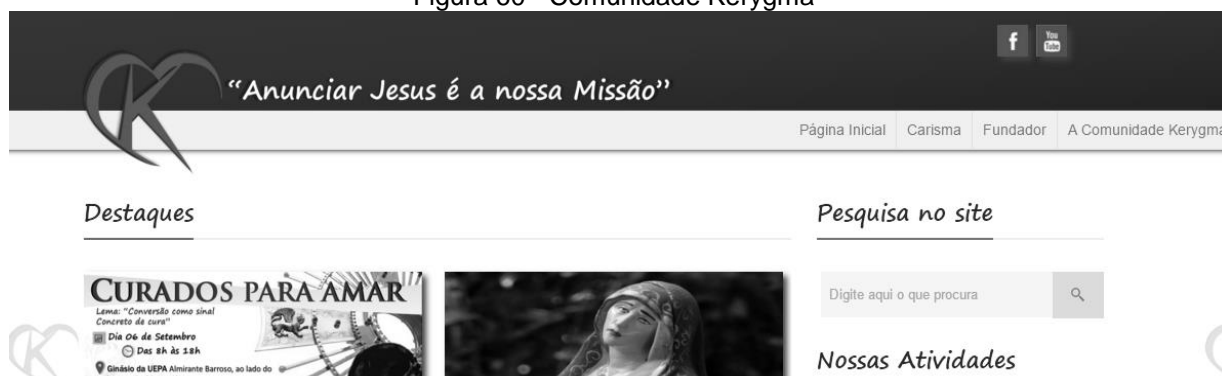 Comunidade Kerygma
f
You
Tube
K
"Anunciar Jesus é a nossa Missão"
Página Inicial
Carisma
Fundador
A Comunidade Kerygma
Destaques
CURADOS PARA AMAR
Lema: "Conversão como sinal
Concreto de cura"
Dia 06 de Setembro
Das 8h às 18h
Ginásio da UEPA Almirante Barroso, ao lado do
Pesquisa no site
Digite aqui o que procura
Nossas Atividades
K